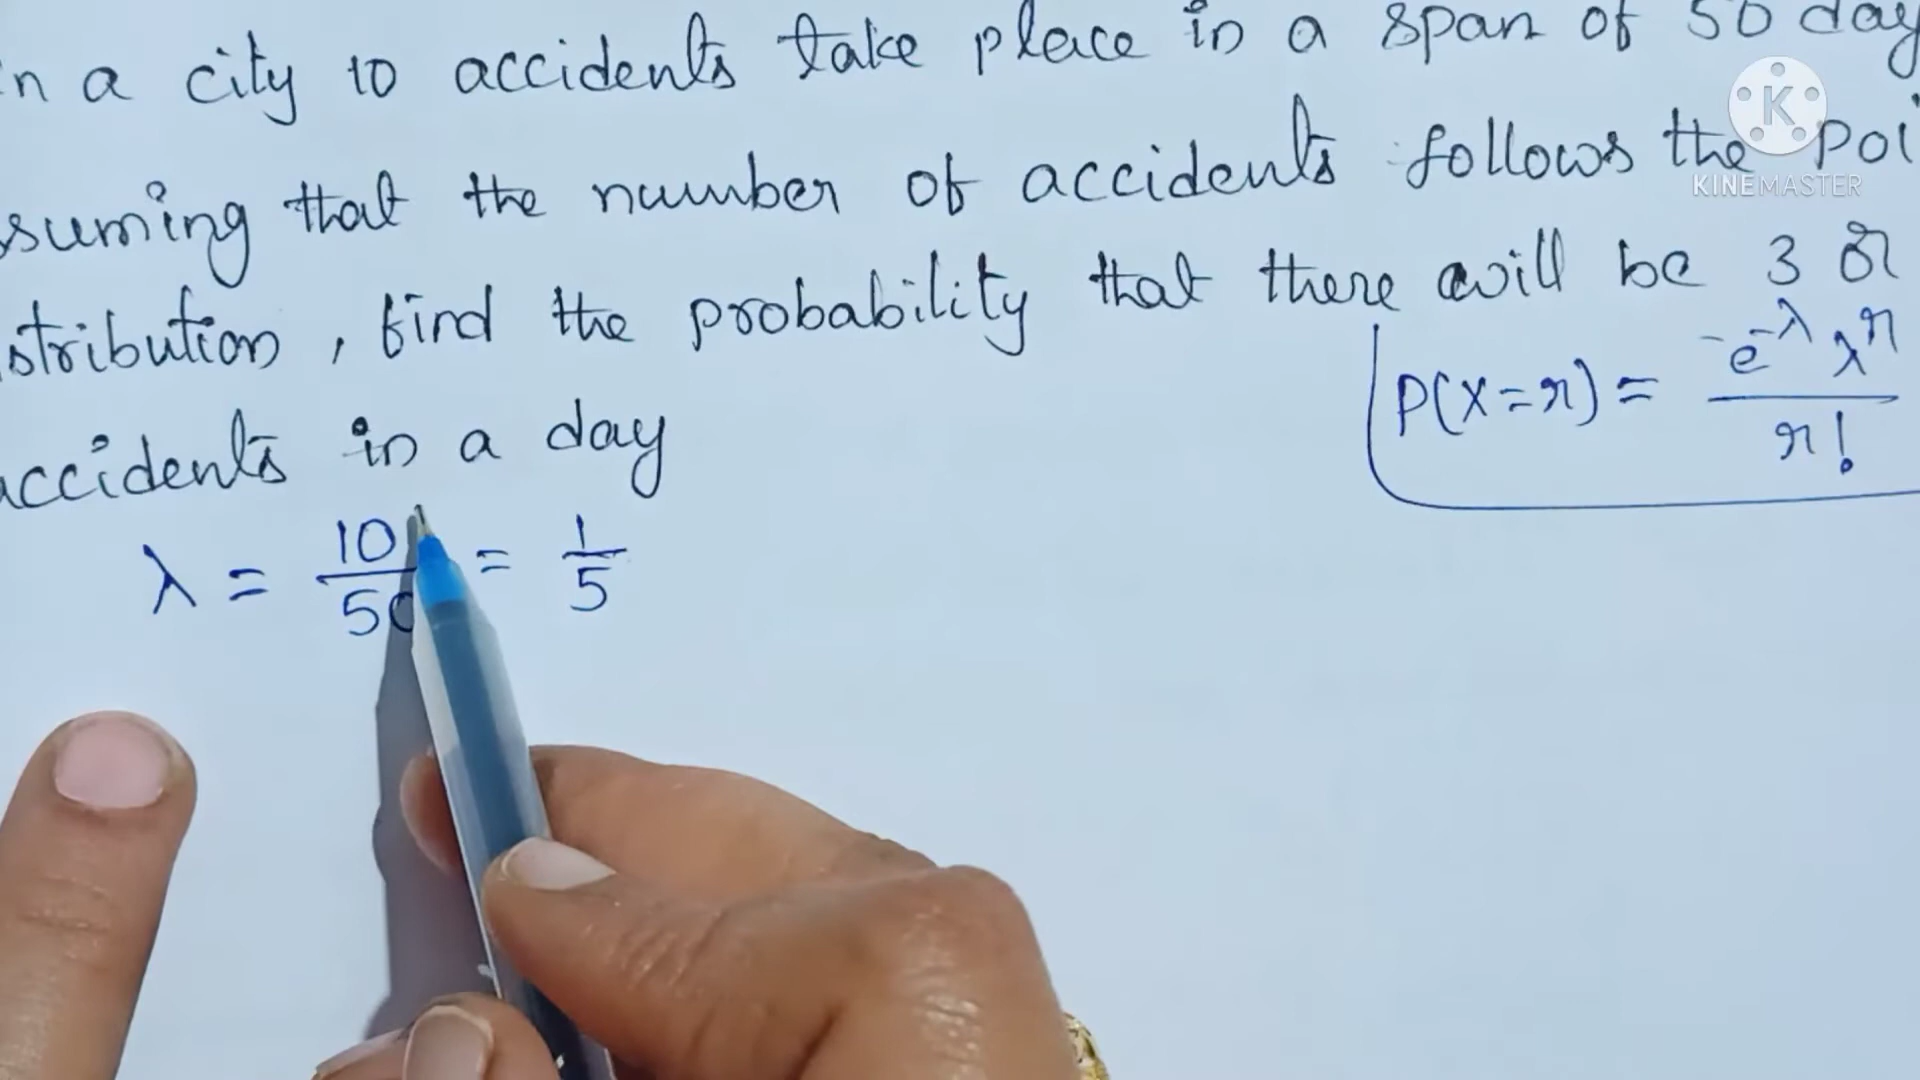 n a city 10 accidents take place in a span of 50 day
suming that the number of accidents follows the poi
stribution, find the probability that there will be 3 or
accidents in a day
P(X=r) = e^-λ λ^r / r!
λ = 10/50 = 1/5
KINEMASTER